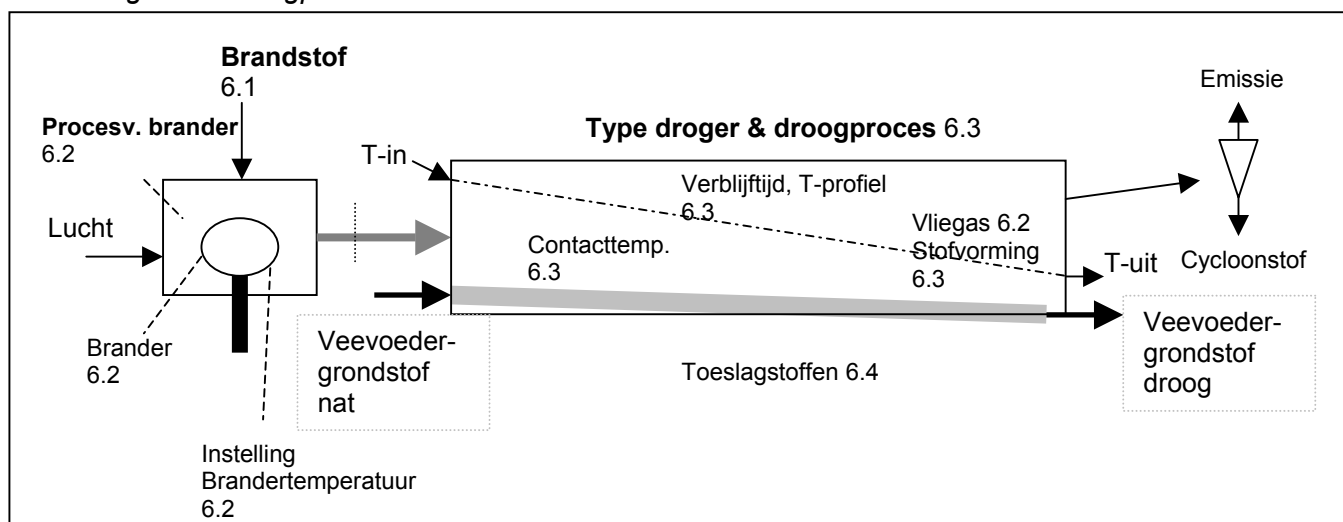 Brandstof
6.1
Procesv. brander
6.2
Lucht
Brander
6.2
Instelling
Brandertemperatuur
6.2
T-in
Type droger & droogproces 6.3
Verblijftijd, T-profiel
6.3
Contacttemp.
6.3
Vliegas 6.2
Stofvorming
6.3
T-uit
Emissie
Cycloonstof
Veevoeder-
grondstof
nat
Toeslagstoffen 6.4
Veevoeder-
grondstof
droog